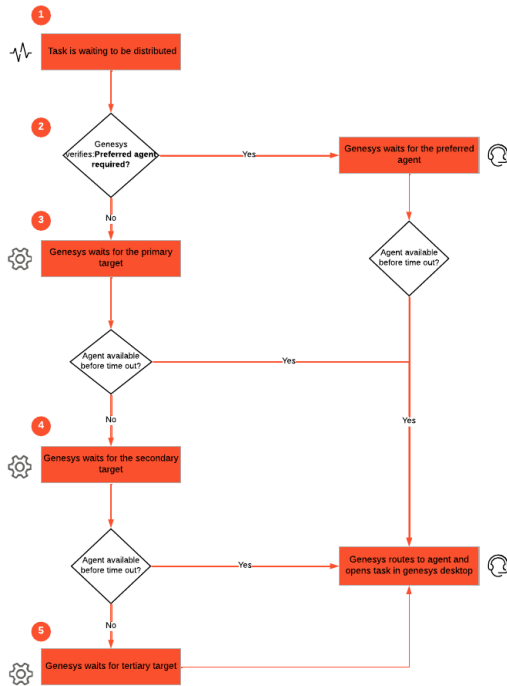 1
Task is waiting to be distributed
2
Genesys
verifies:Preferred agent
required?
Yes
Genesys waits for the preferred
agent
No
3
Genesys waits for the primary
target
Agent available
before time out?
Agent available
before time out?
Yes
No
Yes
4
Genesys waits for the secondary
target
Agent available
before time out?
Yes
Genesys routes to agent and
opens task in genesys desktop
No
5
Genesys waits for tertiary target